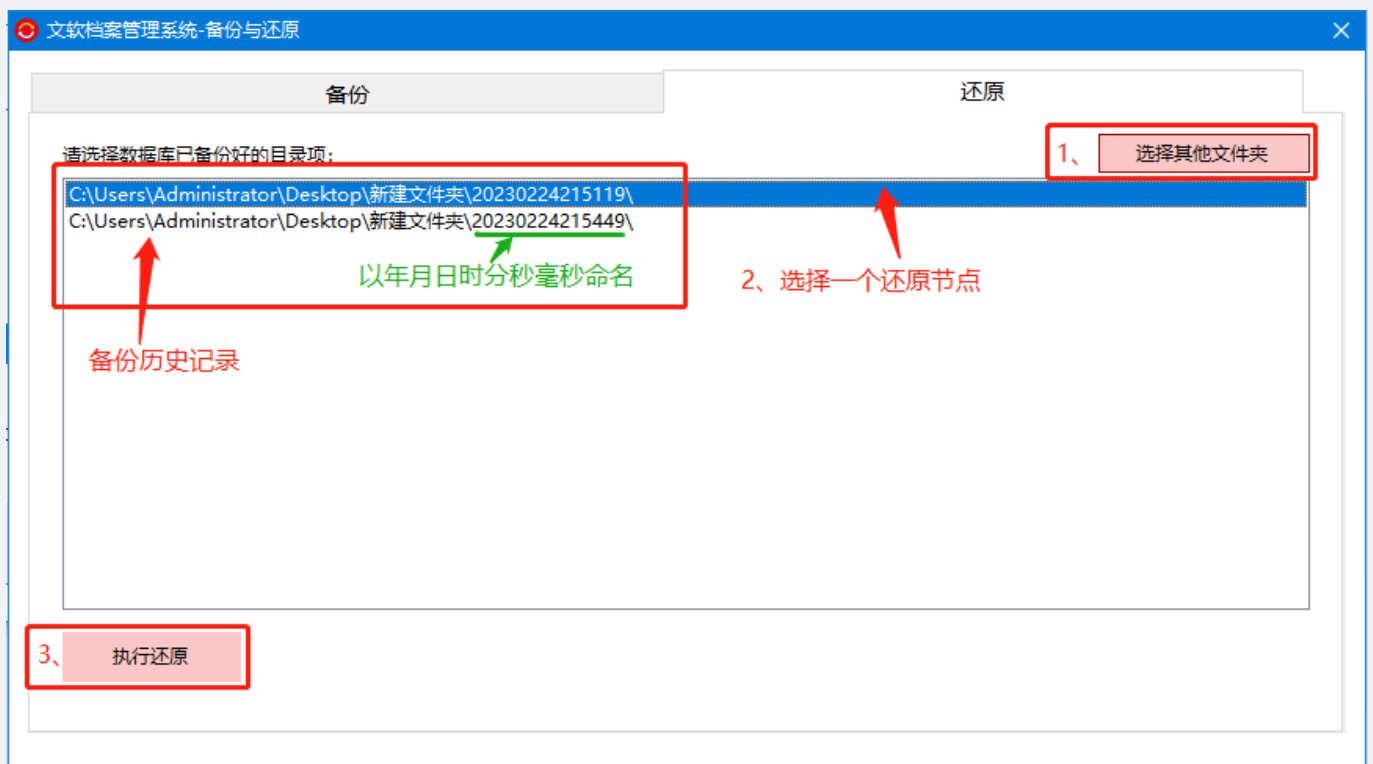 文软档案管理系统-备份与还原
备份
还原
请选择数据库已备份好的目录项：
1、
选择其他文件夹
C:\Users\Administrator\Desktop\新建文件夹\20230224215119\
C:\Users\Administrator\Desktop\新建文件夹\20230224215449\
以年月日时分秒毫秒命名
2、选择一个还原节点
备份历史记录
3、
执行还原